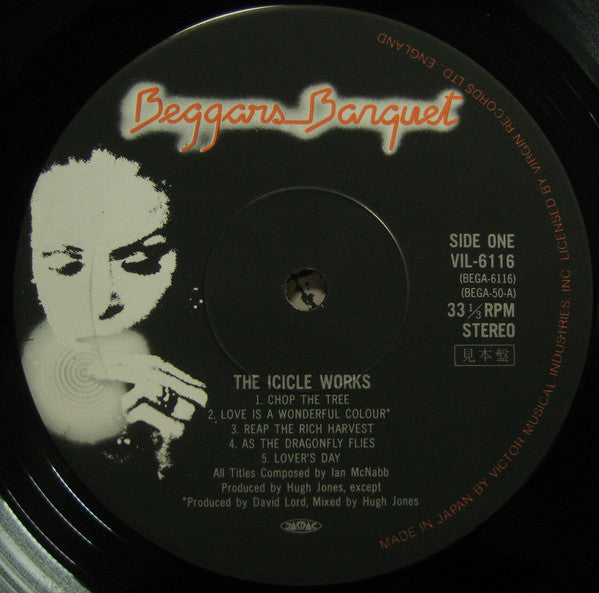 Beggars Banquet
SIDE ONE
VIL-6116
(BEGA-6116)
(BEGA-50-A)
33 1/3 RPM
STEREO
見本盤
THE ICICLE WORKS
1. CHOP THE TREE
2. LOVE IS A WONDERFUL COLOUR*
3. REAP THE RICH HARVEST
4. AS THE DRAGONFLY FLIES
5. LOVER'S DAY
All Titles Composed by Ian McNabb
Produced by Hugh Jones, except
*Produced by David Lord, Mixed by Hugh Jones
JASRAC
MADE IN JAPAN BY VICTOR MUSICAL INDUSTRIES INC. LICENSED BY VIRGIN RECORDS LTD., ENGLAND